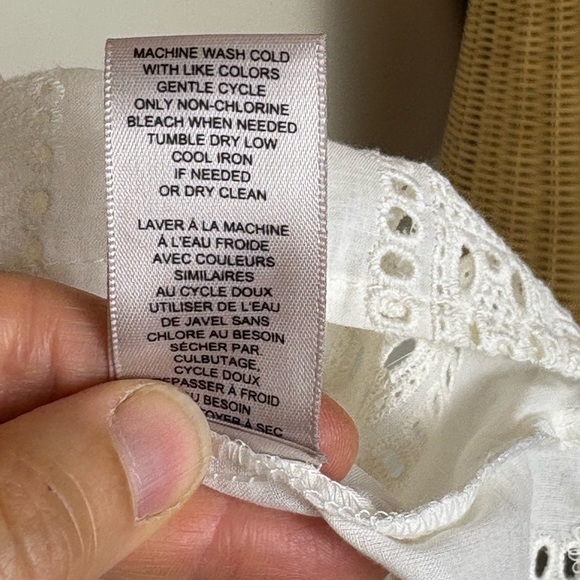 MACHINE WASH COLD
WITH LIKE COLORS
GENTLE CYCLE
ONLY NON-CHLORINE
BLEACH WHEN NEEDED
TUMBLE DRY LOW
COOL IRON
IF NEEDED
OR DRY CLEAN
LAVER À LA MACHINE
À L'EAU FROIDE
AVEC COULEURS
SIMILAIRES
AU CYCLE DOUX
UTILISER DE L'EAU
DE JAVEL SANS
CHLORE AU BESOIN
SÉCHER PAR
CULBUTAGE,
CYCLE DOUX
EPASSER À FROID
AU BESOIN
OYER À SEC